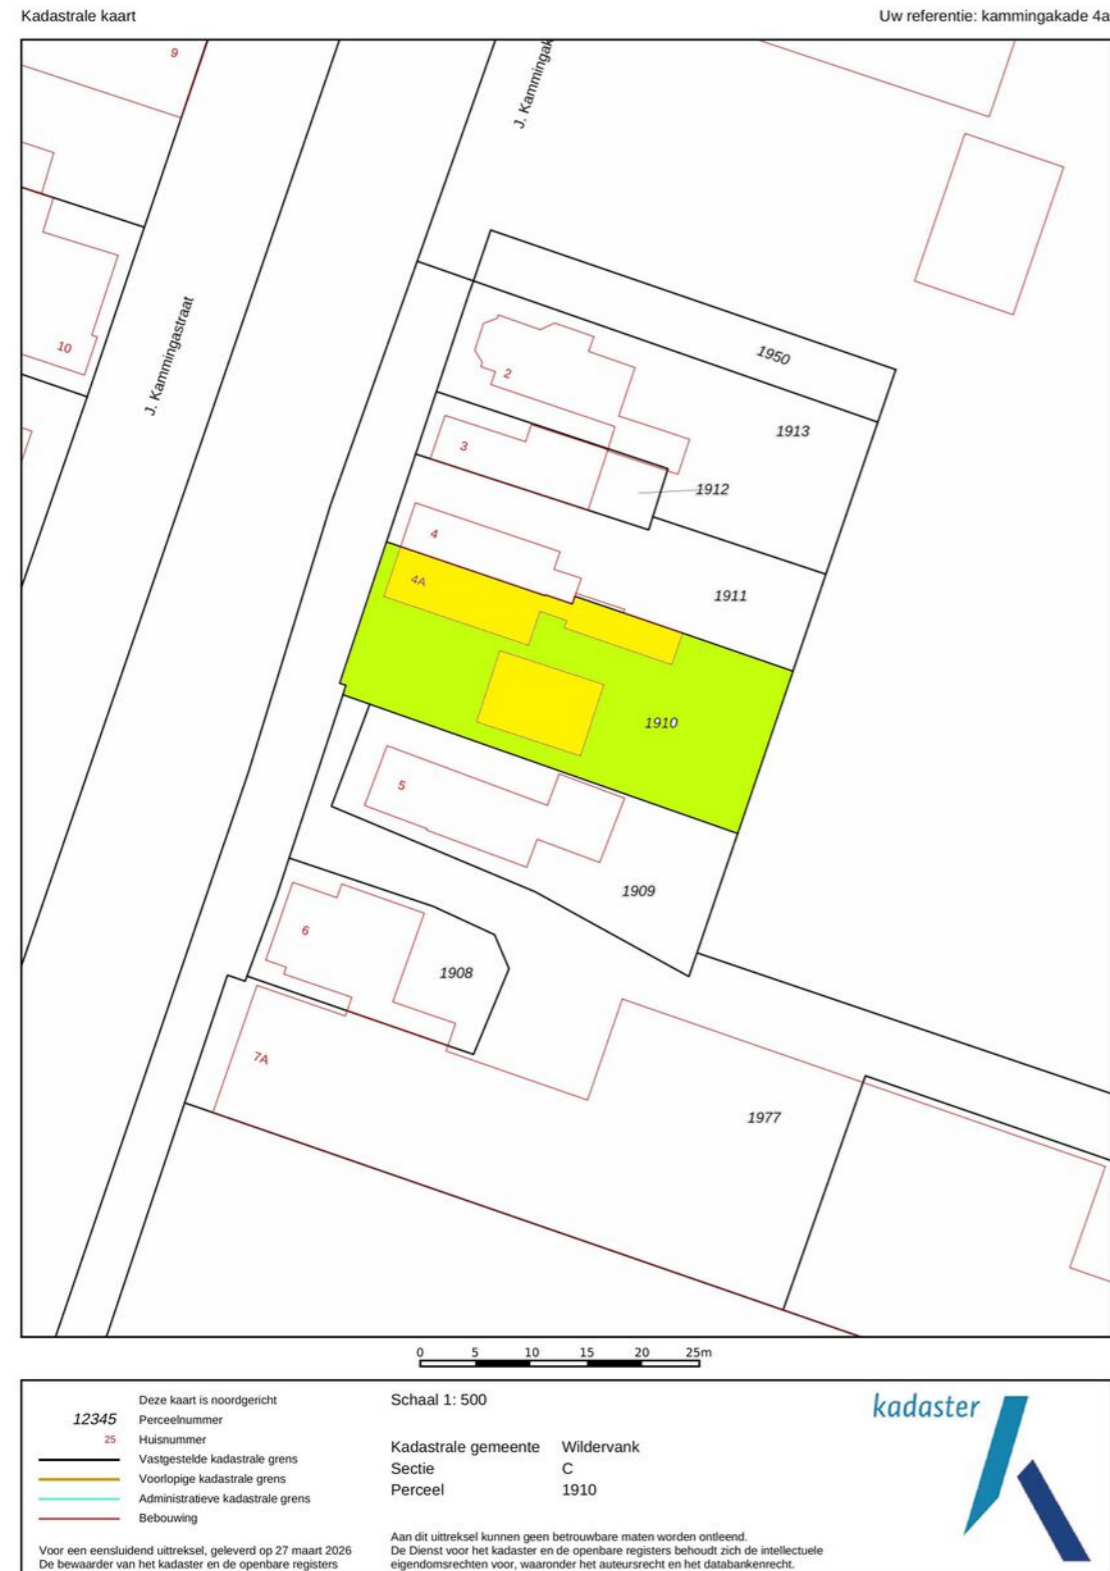 Kadastrale kaart
Uw referentie: kammingakade 4a
9
J. Kammingak
10
J. Kammingastraat
1950
2
1913
3
1912
4
4A
1911
1910
5
1909
6
1908
7A
1977
0 5 10 15 20 25m
Deze kaart is noordgericht
12345 Perceelnummer
25 Huisnummer
Vastgestelde kadastrale grens
Voorlopige kadastrale grens
Administratieve kadastrale grens
Bebouwing
Voor een eensluidend uittreksel, geleverd op 27 maart 2026
De bewaarder van het kadaster en de openbare registers
Schaal 1: 500
Kadastrale gemeente Wildervank
Sectie C
Perceel 1910
Aan dit uittreksel kunnen geen betrouwbare maten worden ontleend.
De Dienst voor het kadaster en de openbare registers behoudt zich de intellectuele
eigendomsrechten voor, waaronder het auteursrecht en het databankenrecht.
kadaster